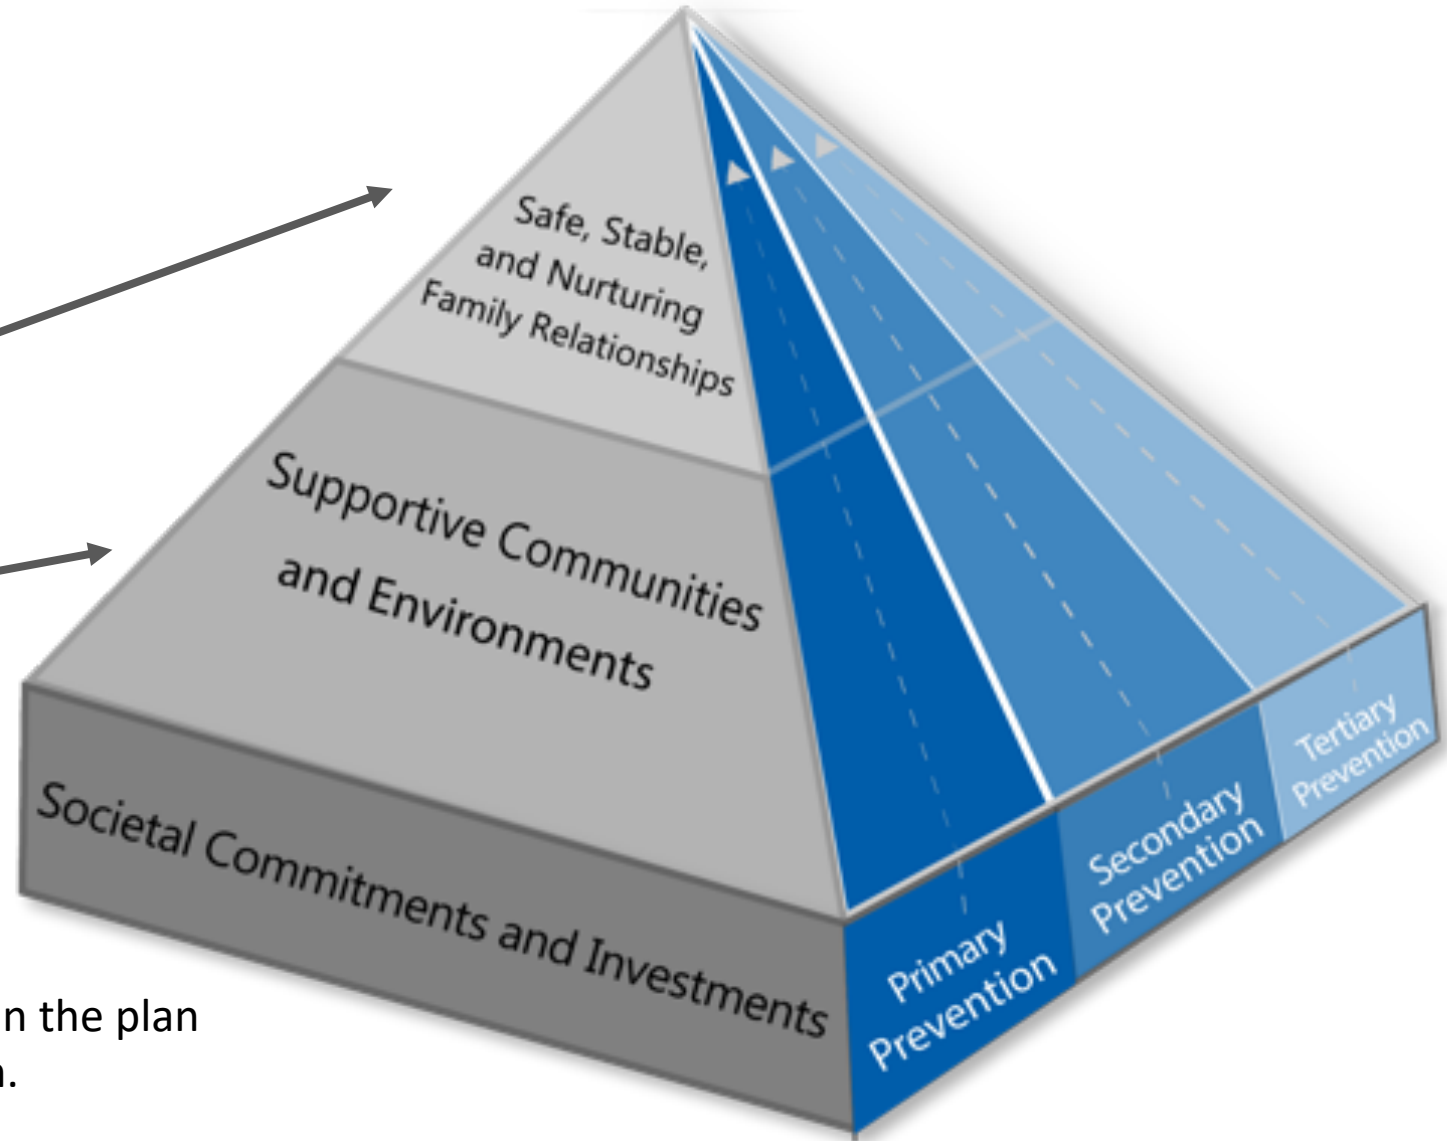 Safe, Stable,
and Nurturing
Family Relationships
Supportive Communities
and Environments
Societal Commitments and Investments
Primary
Prevention
Secondary
Prevention
Tertiary
Prevention
n the plan